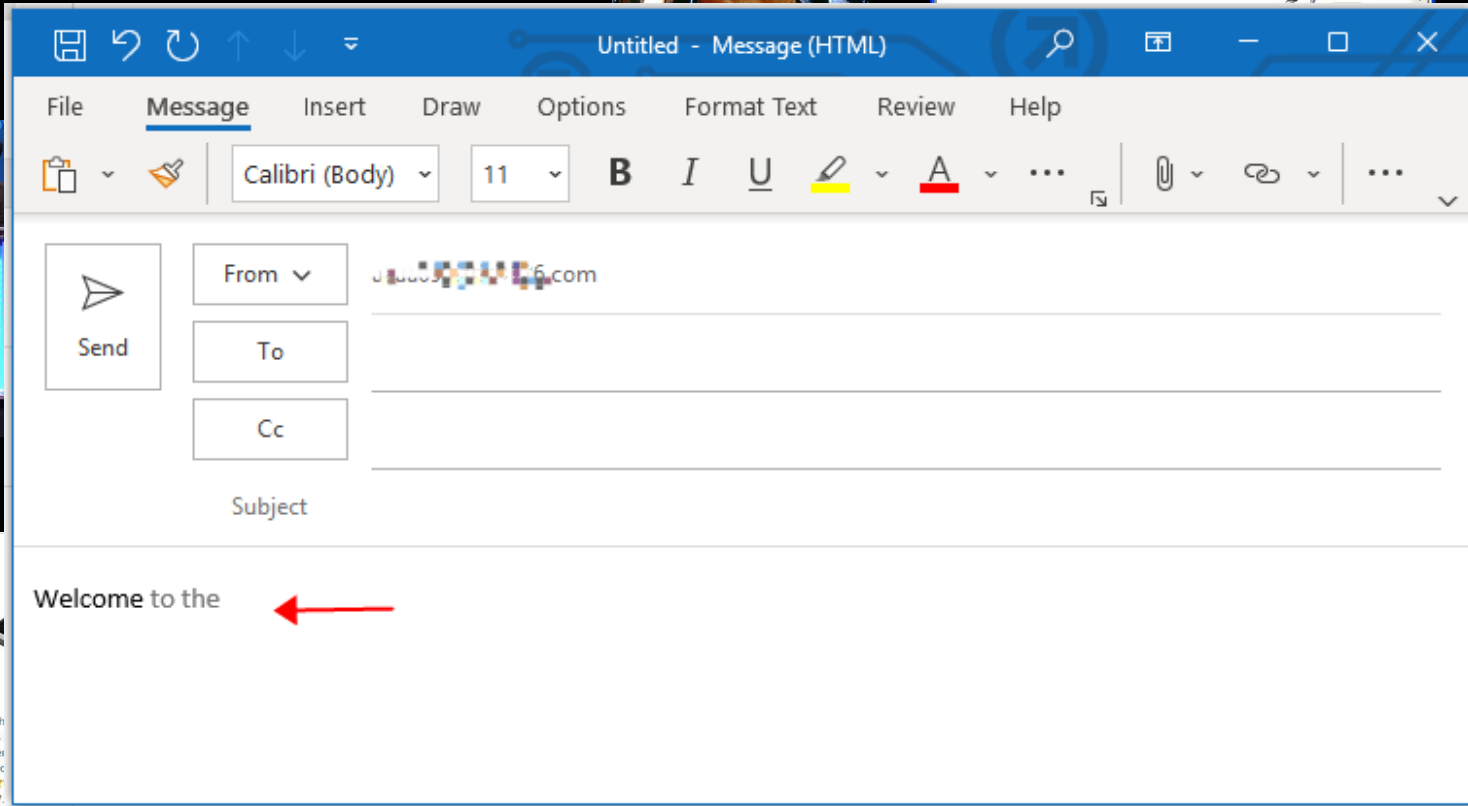 Untitled - Message (HTML)
File Message Insert Draw Options Format Text Review Help
Calibri (Body) 11 B I U A
From .com
Send To
Cc
Subject
Welcome to the